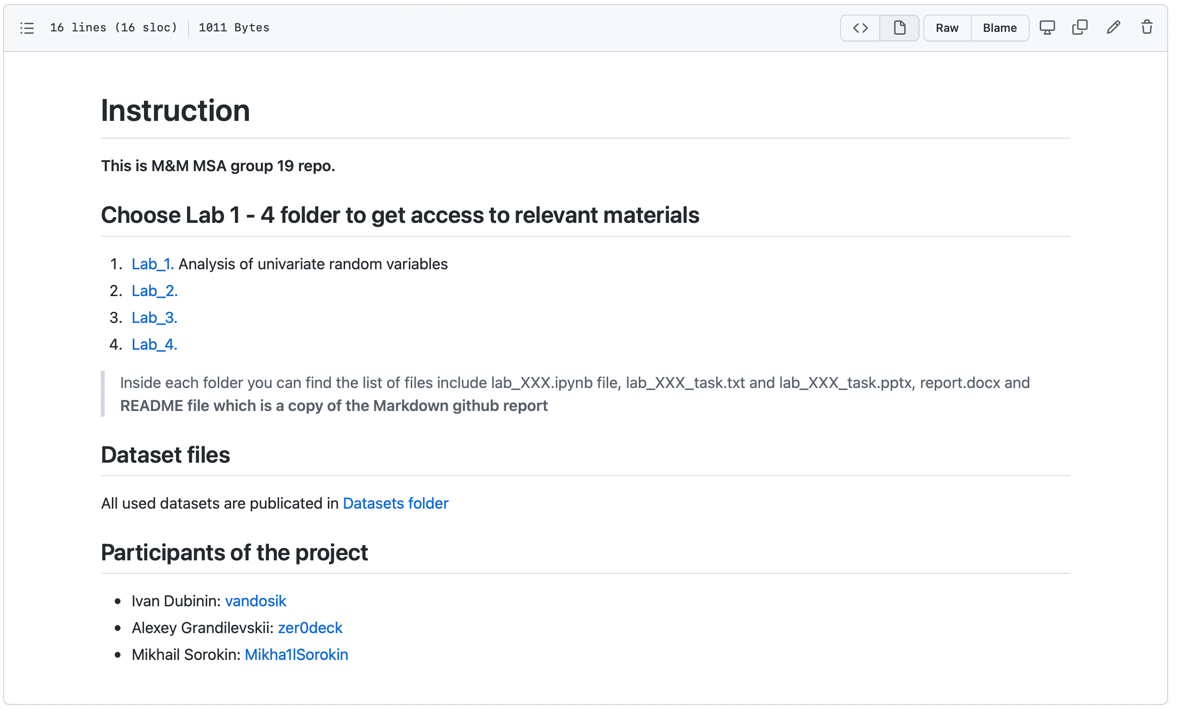 16 lines (16 sloc) 1011 Bytes
Raw Blame
Instruction
This is M&M MSA group 19 repo.
Choose Lab 1 - 4 folder to get access to relevant materials
1. Lab_1. Analysis of univariate random variables
2. Lab_2.
3. Lab_3.
4. Lab_4.
Inside each folder you can find the list of files include lab_XXX.ipynb file, lab_XXX_task.txt and lab_XXX_task.pptx, report.docx and
README file which is a copy of the Markdown github report
Dataset files
All used datasets are publicated in Datasets folder
Participants of the project
• Ivan Dubinin: vandosik
• Alexey Grandilevskii: zer0deck
• Mikhail Sorokin: Mikha1lSorokin